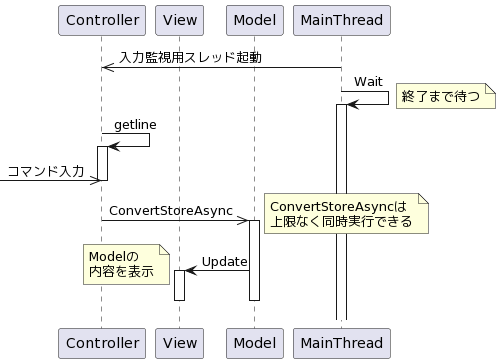 Controller View Model MainThread
入力監視用スレッド起動
Wait
終了まで待つ
getline
コマンド入力
ConvertStoreAsync
ConvertStoreAsyncは
上限なく同時実行できる
Update
Modelの
内容を表示
Controller View Model MainThread